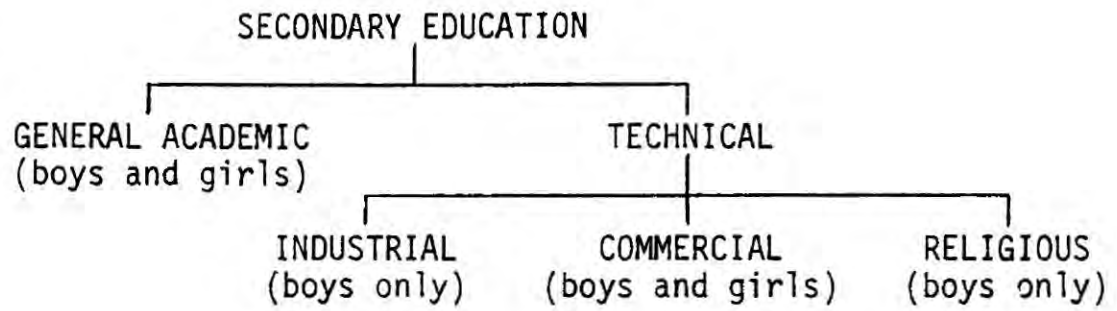 SECONDARY EDUCATION
GENERAL ACADEMIC
(boys and girls)
TECHNICAL
INDUSTRIAL
(boys only)
COMMERCIAL
(boys and girls)
RELIGIOUS
(boys only)